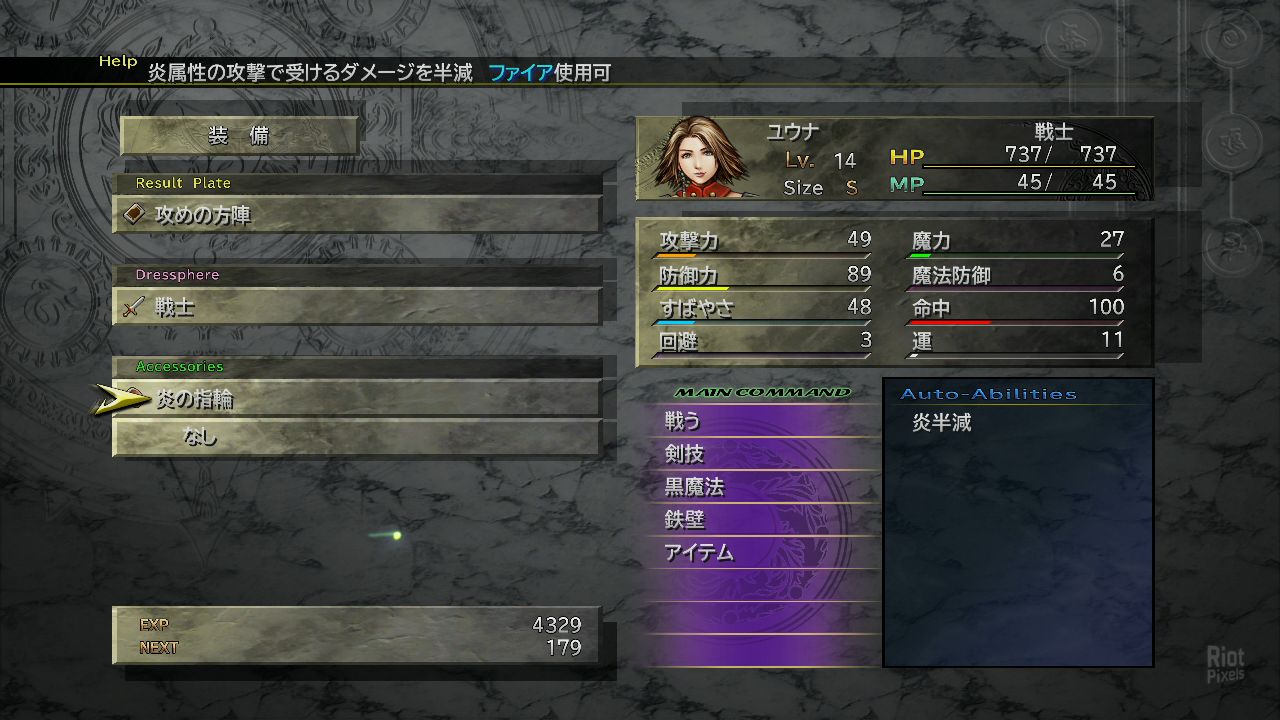 Help
炎属性の攻撃で受けるダメージを半減 ファイア使用可
装 備
Result Plate
攻めの方陣
Dressphere
戦士
Accessories
炎の指輪
なし
EXP 4329
NEXT 179
ユウナ 戦士
Lv. 14 HP 737/ 737
Size S MP 45/ 45
攻撃力 49 魔力 27
防御力 89 魔法防御 6
すばやさ 48 命中 100
回避 3 運 11
MAIN COMMAND
戦う
剣技
黒魔法
鉄壁
アイテム
Auto-Abilities
炎半減
Riot
Pixels